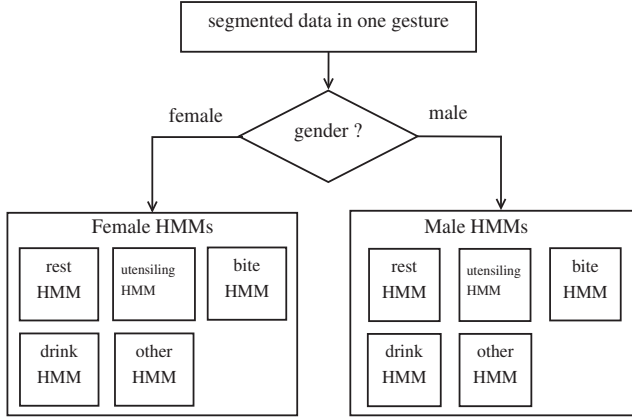 segmented data in one gesture
female
gender ?
male
Female HMMs
rest
HMM
utensiling
HMM
bite
HMM
drink
HMM
other
HMM
Male HMMs
rest
HMM
utensiling
HMM
bite
HMM
drink
HMM
other
HMM